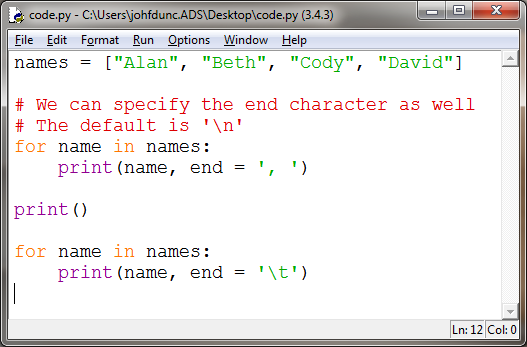 code.py - C:\Users\johfdunc.ADS\Desktop\code.py (3.4.3)
File Edit Format Run Options Window Help
names = ["Alan", "Beth", "Cody", "David"]
# We can specify the end character as well
# The default is '\n'
for name in names:
    print(name, end = ', ')
print()
for name in names:
    print(name, end = '\t')
Ln: 12 Col: 0